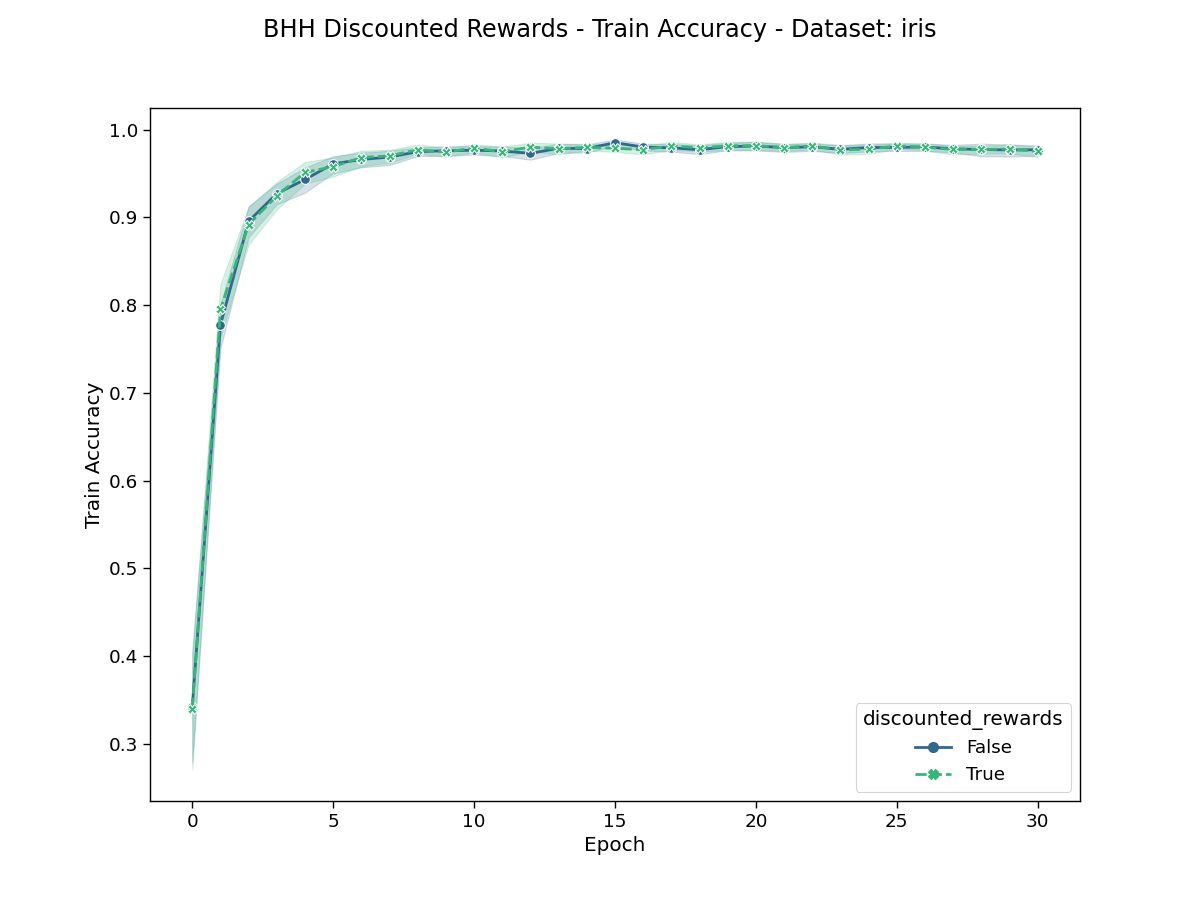 BHH Discounted Rewards - Train Accuracy - Dataset: iris
1.0
0.9
0.8
0.7
0.6
0.5
0.4
0.3
Train Accuracy
0 5 10 15 20 25 30
Epoch
discounted_rewards
False
True